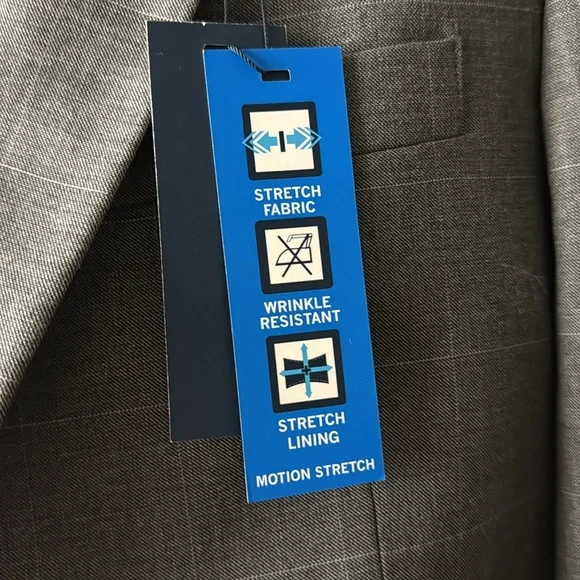 STRETCH
FABRIC
WRINKLE
RESISTANT
STRETCH
LINING
MOTION STRETCH